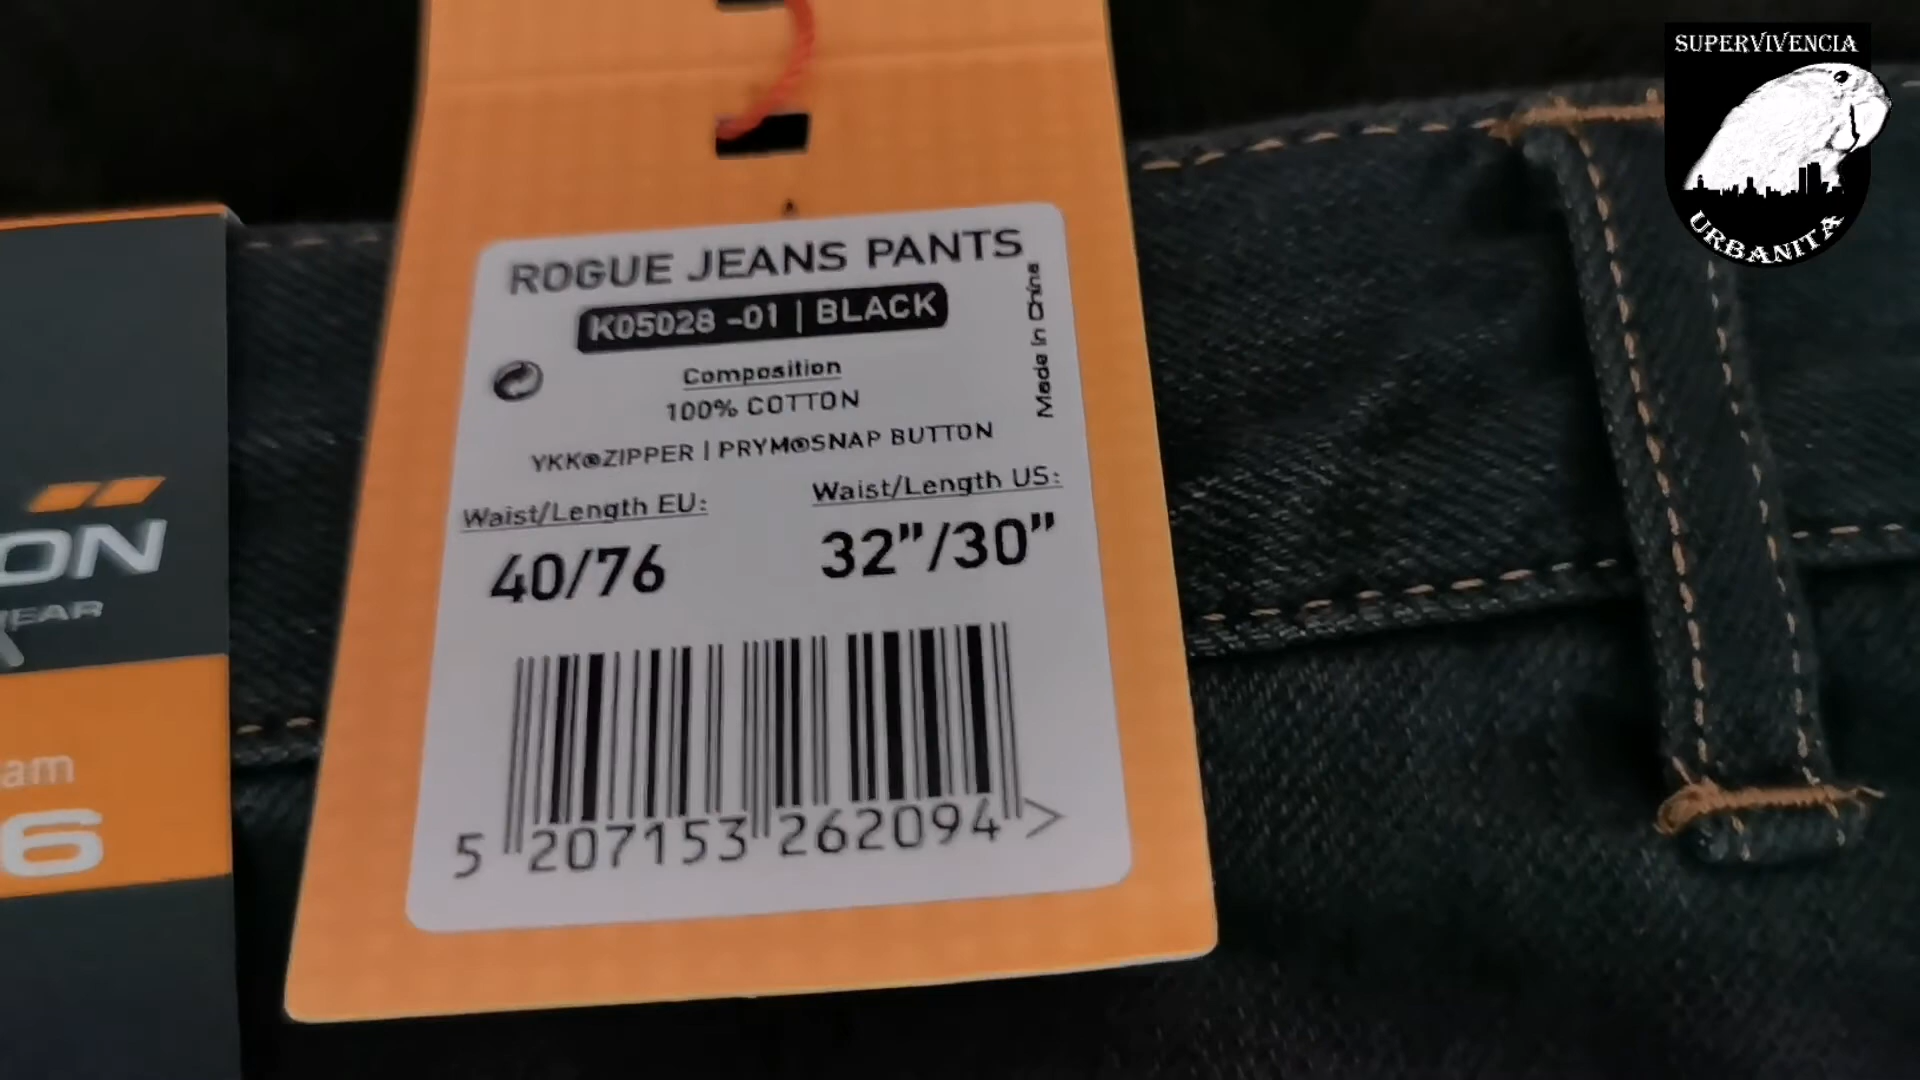 SUPERVIVENCIA
URBANITA
ROGUE JEANS PANTS
K05028 -01 | BLACK
Made In China
Composition
100% COTTON
YKK®ZIPPER | PRYM®SNAP BUTTON
Waist/Length EU:
40/76
Waist/Length US:
32”/30”
5 207153 262094 >
ON
EAR
am
6